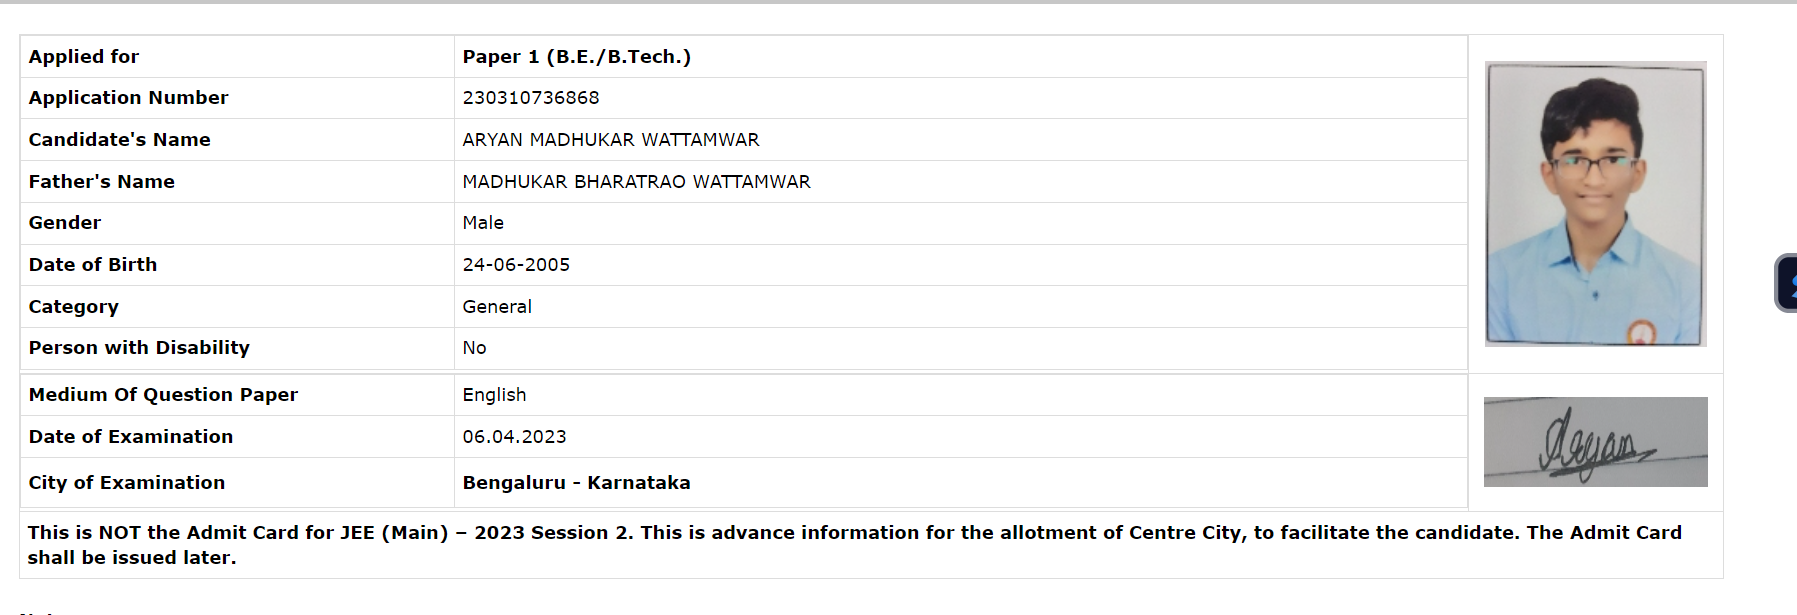 Applied for Paper 1 (B.E./B.Tech.)
Application Number 230310736868
Candidate's Name ARYAN MADHUKAR WATTAMWAR
Father's Name MADHUKAR BHARATRAO WATTAMWAR
Gender Male
Date of Birth 24-06-2005
Category General
Person with Disability No
Medium Of Question Paper English
Date of Examination 06.04.2023
Aryan
City of Examination Bengaluru - Karnataka
This is NOT the Admit Card for JEE (Main) – 2023 Session 2. This is advance information for the allotment of Centre City, to facilitate the candidate. The Admit Card
shall be issued later.